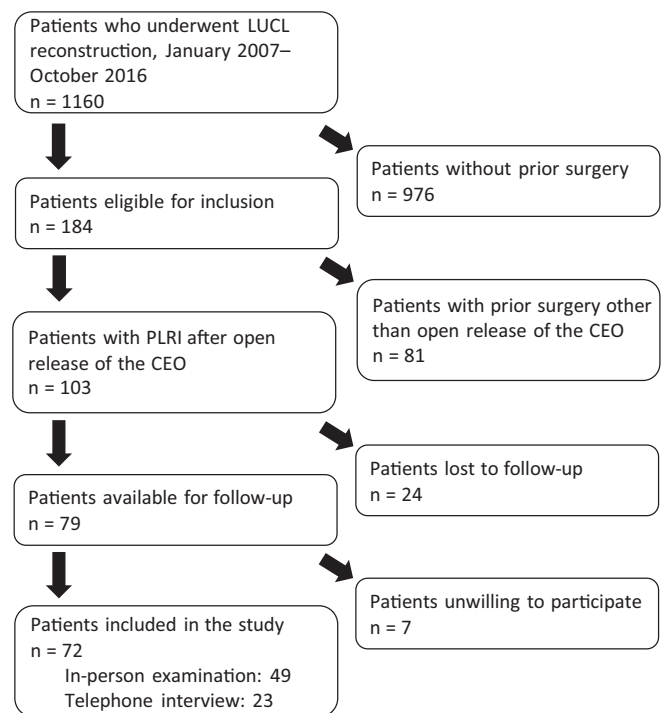 Patients who underwent LUCL
reconstruction, January 2007–
October 2016
n = 1160
Patients without prior surgery
n = 976
Patients eligible for inclusion
n = 184
Patients with prior surgery other
than open release of the CEO
n = 81
Patients with PLRI after open
release of the CEO
n = 103
Patients lost to follow-up
n = 24
Patients available for follow-up
n = 79
Patients unwilling to participate
n = 7
Patients included in the study
n = 72
In-person examination: 49
Telephone interview: 23